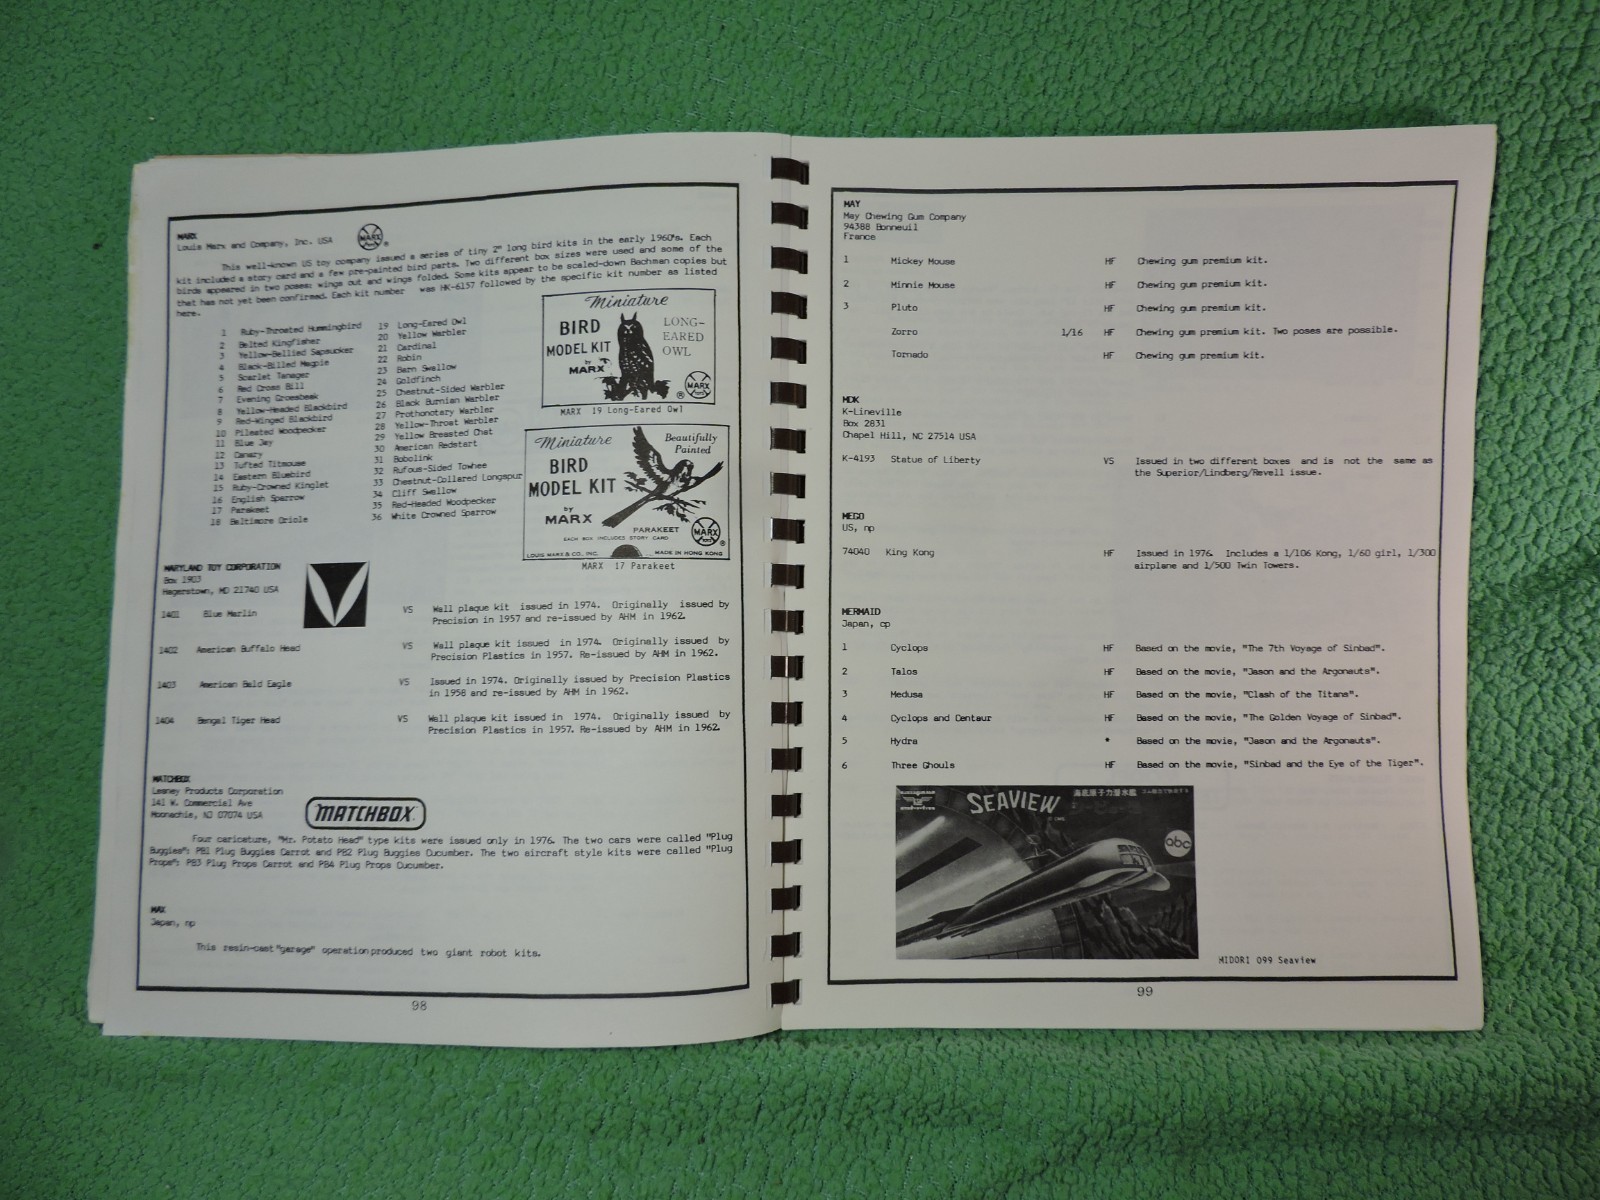 MARX
Louis Marx and Company, Inc. USA
MARX
®
This well-known US toy company issued a series of tiny 2" long bird kits in the early 1960's. Each
kit included a story card and a few pre-painted bird parts. Two different box sizes were used and some of the
birds appeared in two poses: wings out and wings folded. Some kits appear to be scaled-down Bachman copies but
that has not yet been confirmed. Each kit number was HK-6157 followed by the specific kit number as listed
here.
1 Ruby-Throated Hummingbird
2 Belted Kingfisher
3 Yellow-Bellied Sapsucker
4 Black-Billed Magpie
5 Scarlet Tanager
6 Red Cross Bill
7 Evening Grossbeak
8 Yellow-Headed Blackbird
9 Red-Winged Blackbird
10 Pileated Woodpecker
11 Blue Jay
12 Canary
13 Tufted Titmouse
14 Eastern Bluebird
15 Ruby-Crowned Kinglet
16 English Sparrow
17 Parakeet
18 Baltimore Oriole
19 Long-Eared Owl
20 Yellow Warbler
21 Cardinal
22 Robin
23 Barn Swallow
24 Goldfinch
25 Chestnut-Sided Warbler
26 Black Burnian Warbler
27 Prothonotary Warbler
28 Yellow-Throat Warbler
29 Yellow Breasted Chat
30 American Redstart
31 Bobolink
32 Rufous-Sided Towhee
33 Chestnut-Collared Longspur
34 Cliff Swallow
35 Red-Headed Woodpecker
36 White Crowned Sparrow
Miniature
BIRD
MODEL KIT
by
MARX
LONG-
EARED
OWL
MARX
®
MARX 19 Long-Eared Owl
Miniature
BIRD
MODEL KIT
by
MARX
Beautifully
Painted
PARAKEET
EACH BOX INCLUDES STORY CARD
MARX
®
LOUIS MARX & CO., INC.
MADE IN HONG KONG
MARX 17 Parakeet
MARYLAND TOY CORPORATION
Box 1903
Hagerstown, MD 21740 USA
1401 Blue Marlin VS Wall plaque kit issued in 1974. Originally issued by
Precision in 1957 and re-issued by AHM in 1962.
1402 American Buffalo Head VS Wall plaque kit issued in 1974. Originally issued by
Precision Plastics in 1957. Re-issued by AHM in 1962.
1403 American Bald Eagle VS Issued in 1974. Originally issued by Precision Plastics
in 1958 and re-issued by AHM in 1962.
1404 Bengal Tiger Head VS Wall plaque kit issued in 1974. Originally issued by
Precision Plastics in 1957. Re-issued by AHM in 1962.
MATCHBOX
Lesney Products Corporation
141 W. Commercial Ave
Moonachie, NJ 07074 USA
MATCHBOX
Four caricature, "Mr. Potato Head" type kits were issued only in 1976. The two cars were called "Plug
Buggies": PB1 Plug Buggies Carrot and PB2 Plug Buggies Cucumber. The two aircraft style kits were called "Plug
Props": PB3 Plug Props Carrot and PB4 Plug Props Cucumber.
MAX
Japan, np
This resin-cast "garage" operation produced two giant robot kits.
98
MAY
May Chewing Gum Company
94388 Bonneuil
France
1 Mickey Mouse HF Chewing gum premium kit.
2 Minnie Mouse HF Chewing gum premium kit.
3 Pluto HF Chewing gum premium kit.
Zorro 1/16 HF Chewing gum premium kit. Two poses are possible.
Tornado HF Chewing gum premium kit.
MDK
K-Lineville
Box 2831
Chapel Hill, NC 27514 USA
K-4193 Statue of Liberty VS Issued in two different boxes and is not the same as
the Superior/Lindberg/Revell issue.
MEGO
US, np
74040 King Kong HF Issued in 1976. Includes a 1/106 Kong, 1/60 girl, 1/300
airplane and 1/500 Twin Towers.
MERMAID
Japan, cp
1 Cyclops HF Based on the movie, "The 7th Voyage of Sinbad".
2 Talos HF Based on the movie, "Jason and the Argonauts".
3 Medusa HF Based on the movie, "Clash of the Titans".
4 Cyclops and Centaur HF Based on the movie, "The Golden Voyage of Sinbad".
5 Hydra * Based on the movie, "Jason and the Argonauts".
6 Three Ghouls HF Based on the movie, "Sinbad and the Eye of the Tiger".
SEAVIEW
海底原子力潜水艦
abc
MIDORI 099 Seaview
99